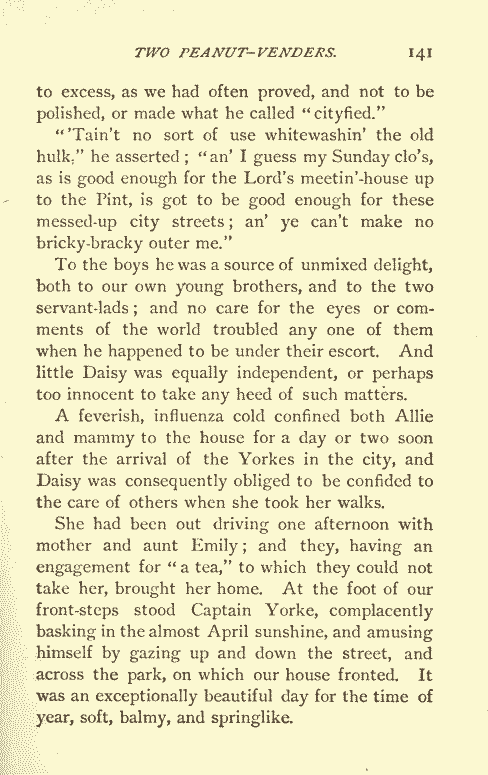 TWO PEANUT-VENDERS. 141
to excess, as we had often proved, and not to be
polished, or made what he called "cityfied."
"'Tain't no sort of use whitewashin' the old
hulk," he asserted; "an' I guess my Sunday clo's,
as is good enough for the Lord's meetin'-house up
to the Pint, is got to be good enough for these
messed-up city streets; an' ye can't make no
bricky-bracky outer me."
To the boys he was a source of unmixed delight,
both to our own young brothers, and to the two
servant-lads; and no care for the eyes or com-
ments of the world troubled any one of them
when he happened to be under their escort. And
little Daisy was equally independent, or perhaps
too innocent to take any heed of such matters.
A feverish, influenza cold confined both Allie
and mammy to the house for a day or two soon
after the arrival of the Yorkes in the city, and
Daisy was consequently obliged to be confided to
the care of others when she took her walks.
She had been out driving one afternoon with
mother and aunt Emily; and they, having an
engagement for "a tea," to which they could not
take her, brought her home. At the foot of our
front-steps stood Captain Yorke, complacently
basking in the almost April sunshine, and amusing
himself by gazing up and down the street, and
across the park, on which our house fronted. It
was an exceptionally beautiful day for the time of
year, soft, balmy, and springlike.